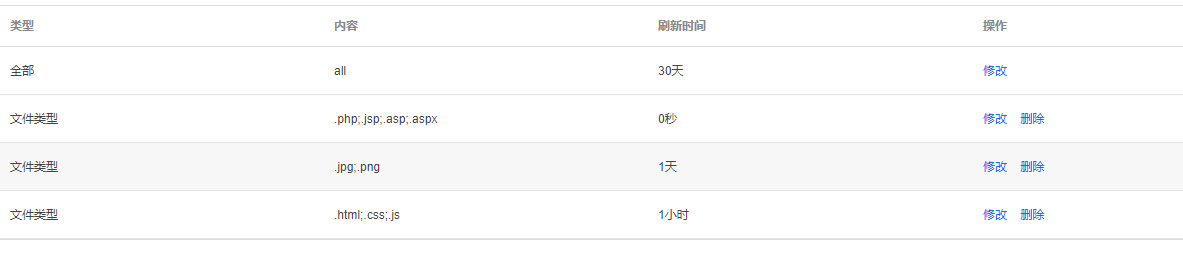 类型 内容 刷新时间 操作
全部 all 30天 修改
文件类型 .php;.jsp;.asp;.aspx 0秒 修改 删除
文件类型 .jpg;.png 1天 修改 删除
文件类型 .html;.css;.js 1小时 修改 删除